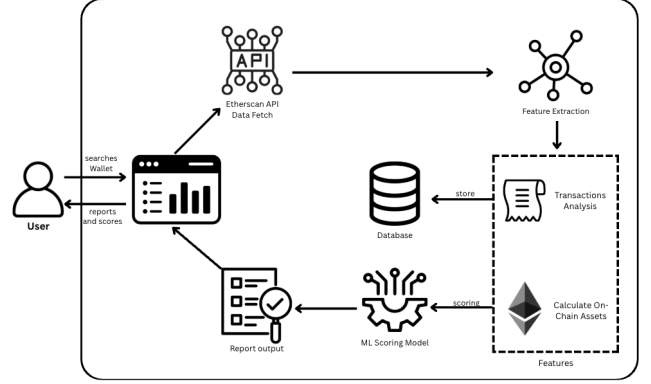 API
Etherscan API
Data Fetch
Feature Extraction
searches
Wallet
reports
and scores
User
store
Database
Transactions
Analysis
scoring
Calculate On-
Chain Assets
ML Scoring Model
Report output
Features